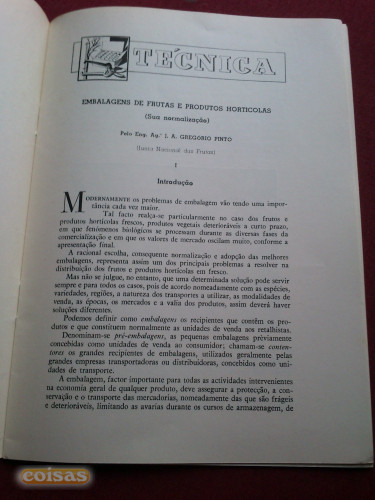 TÉCNICA
EMBALAGENS DE FRUTAS E PRODUTOS HORTICOLAS
(Sua normalização)
Pelo Eng. Ag.º J. A. GREGÓRIO PINTO
(Junta Nacional das Frutas)
I
Introdução
MODERNAMENTE os problemas de embalagem vão tendo uma impor-
tância cada vez maior.
Tal facto realça-se particularmente no caso dos frutos e
produtos hortícolas frescos, produtos vegetais deterioráveis a curto prazo,
em que fenómenos biológicos se processam durante as diversas fases da
comercialização e em que os valores de mercado oscilam muito, conforme a
apresentação final.
A racional escolha, consequente normalização e adopção das melhores
embalagens, representa assim um dos principais problemas a resolver na
distribuição dos frutos e produtos hortícolas em fresco.
Mas não se julgue, no entanto, que uma determinada solução pode servir
sempre e para todos os casos, pois de acordo nomeadamente com as espécies,
variedades, regiões, a natureza dos transportes a utilizar, as modalidades de
venda, as épocas, os mercados e a valia dos produtos, assim deverá haver
soluções diferentes.
Podemos definir como embalagens os recipientes que contêm os pro-
dutos e que constituem normalmente as unidades de venda aos retalhistas.
Denominam-se pré-embalagens, as pequenas embalagens prèviamente
concebidas como unidades de venda ao consumidor; chamam-se conten-
tores os grandes recipientes de embalagens, utilizados geralmente pelas
grandes empresas transportadoras ou distribuidoras, concebidos como uni-
dades de transporte.
A embalagem, factor importante para todas as actividades intervenientes
na economia geral de qualquer produto, deve assegurar a protecção, a con-
servação e o transporte das mercadorias, nomeadamente das que são frágeis
e deterioráveis, limitando as avarias durante os cursos de armazenagem, de
coisas